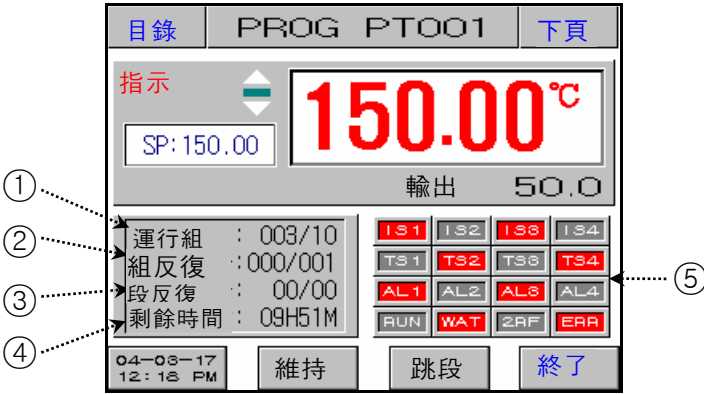 目錄 PROG PT001 下頁
指示
150.00℃
SP:150.00
輸出 50.0
① 運行組 : 003/10
② 組反復 :000/001
③ 段反復 : 00/00
④ 剩餘時間 : 09H51M
IS1 IS2 IS3 IS4
TS1 TS2 TS3 TS4
AL1 AL2 AL3 AL4
RUN WAT 2RF ERR
⑤
04-03-17
12:18 PM
維持 跳段 終了